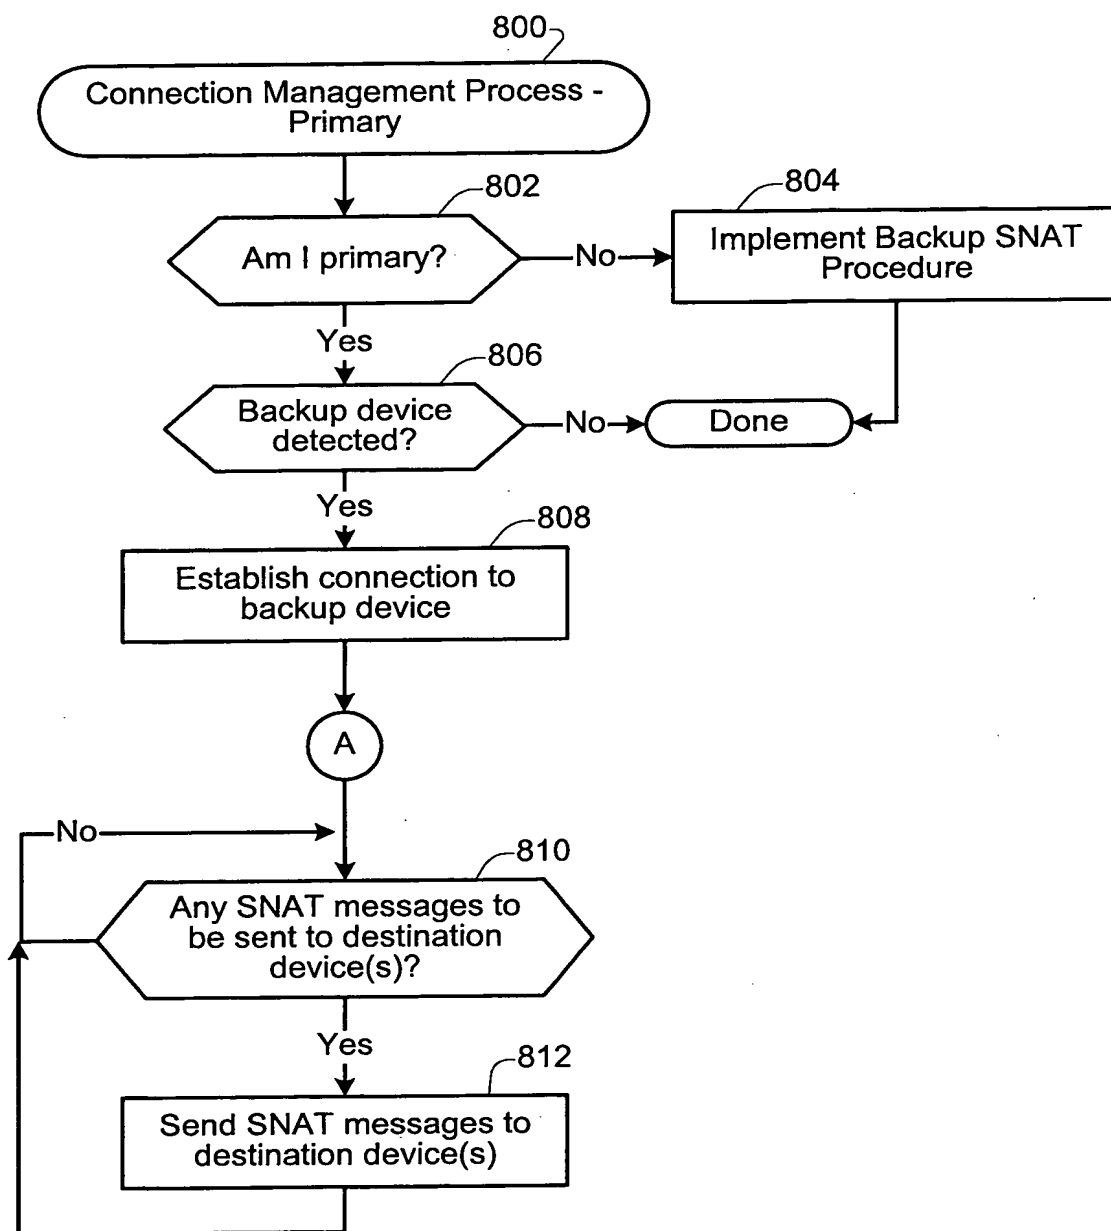 800
Connection Management Process -
Primary
802
Am I primary?
No
804
Implement Backup SNAT
Procedure
Yes
806
Backup device
detected?
No
Done
Yes
808
Establish connection to
backup device
A
No
810
Any SNAT messages to
be sent to destination
device(s)?
Yes
812
Send SNAT messages to
destination device(s)